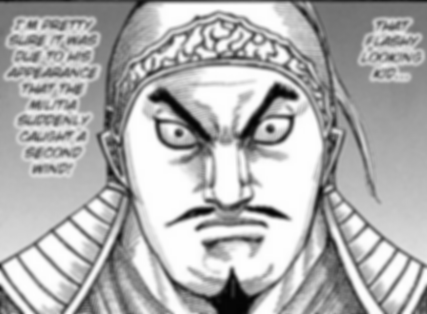 THAT
FLASHY
LOOKING
KID...
I'M PRETTY
SURE IT WAS
DUE TO HIS
APPEARANCE
THAT THE
MILITIA
SUDDENLY
CAUGHT A
SECOND
WIND!